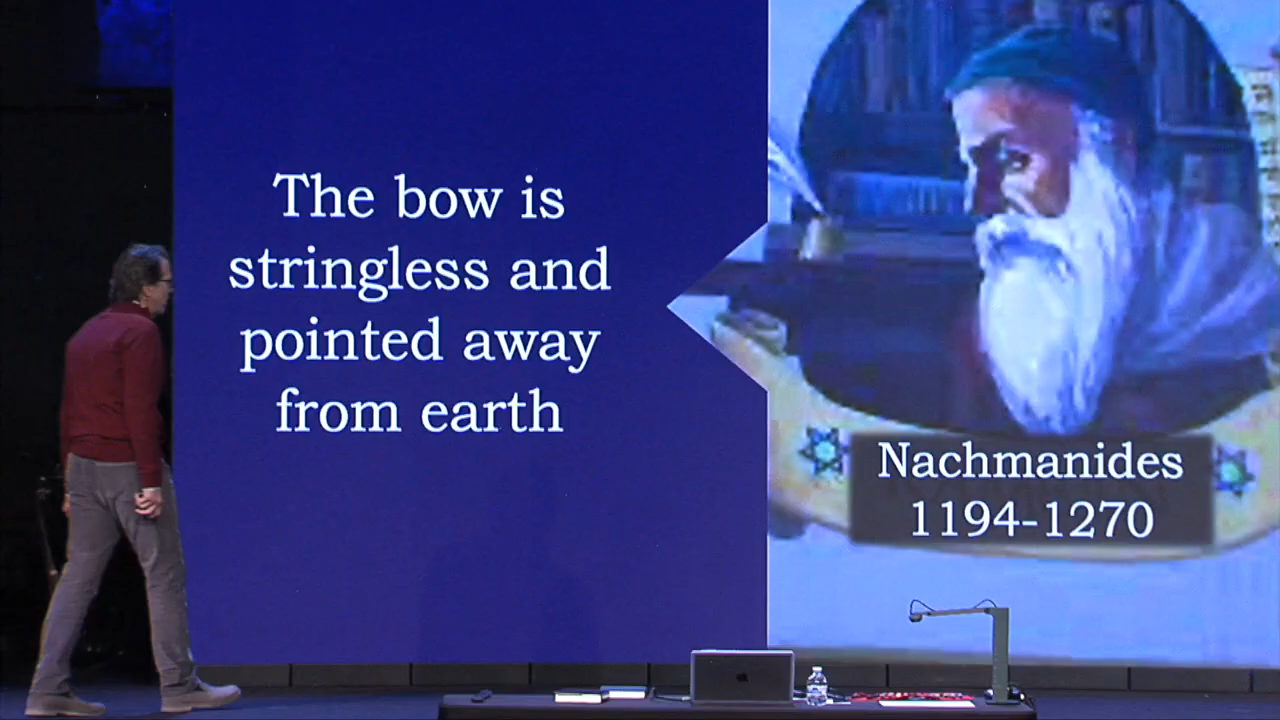 The bow is
stringless and
pointed away
from earth
Nachmanides
1194-1270